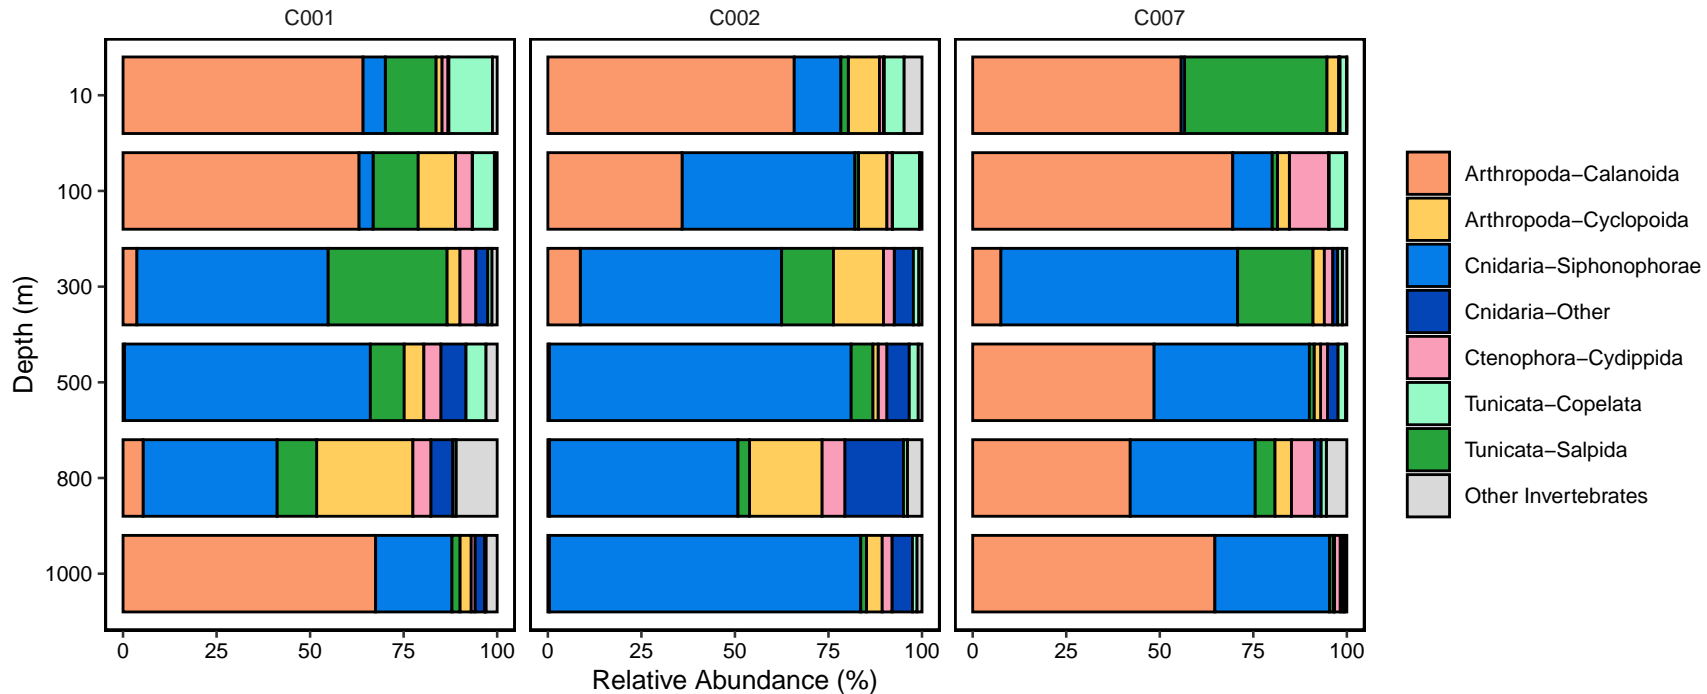 C001
C002
C007
Depth (m)
10
100
300
500
800
1000
0
25
50
75
100
0
25
50
75
100
0
25
50
75
100
Relative Abundance (%)
Arthropoda−Calanoida
Arthropoda−Cyclopoida
Cnidaria−Siphonophorae
Cnidaria−Other
Ctenophora−Cydippida
Tunicata−Copelata
Tunicata−Salpida
Other Invertebrates